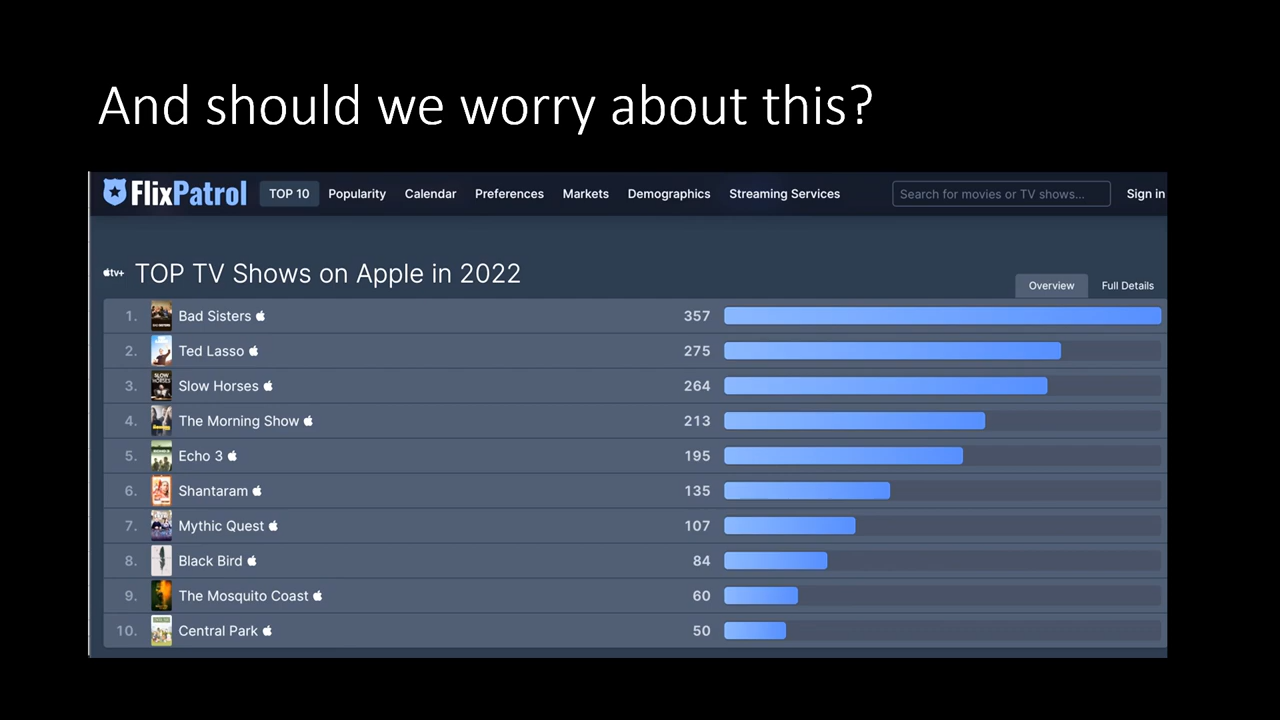 And should we worry about this?
FlixPatrol TOP 10 Popularity Calendar Preferences Markets Demographics Streaming Services Search for movies or TV shows... Sign in
tv+ TOP TV Shows on Apple in 2022
Overview Full Details
1. Bad Sisters 357
2. Ted Lasso 275
3. Slow Horses 264
4. The Morning Show 213
5. Echo 3 195
6. Shantaram 135
7. Mythic Quest 107
8. Black Bird 84
9. The Mosquito Coast 60
10. Central Park 50